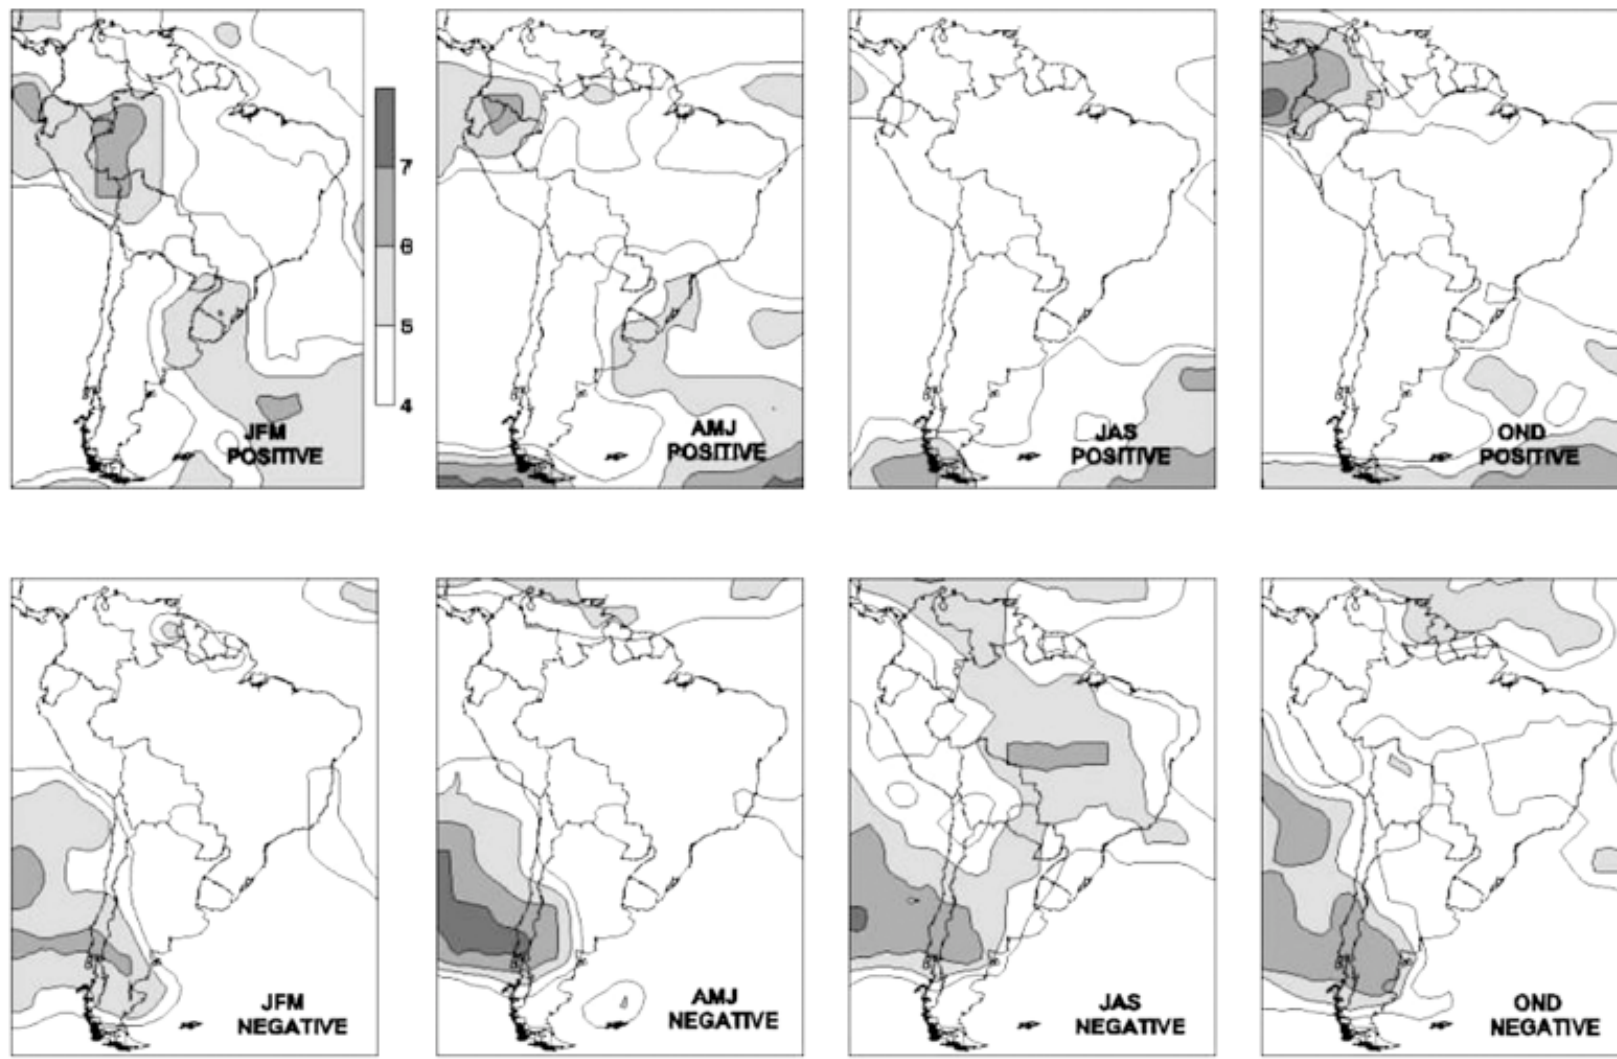 7
6
5
4
JFM
POSITIVE
AMJ
POSITIVE
JAS
POSITIVE
OND
POSITIVE
JFM
NEGATIVE
AMJ
NEGATIVE
JAS
NEGATIVE
OND
NEGATIVE